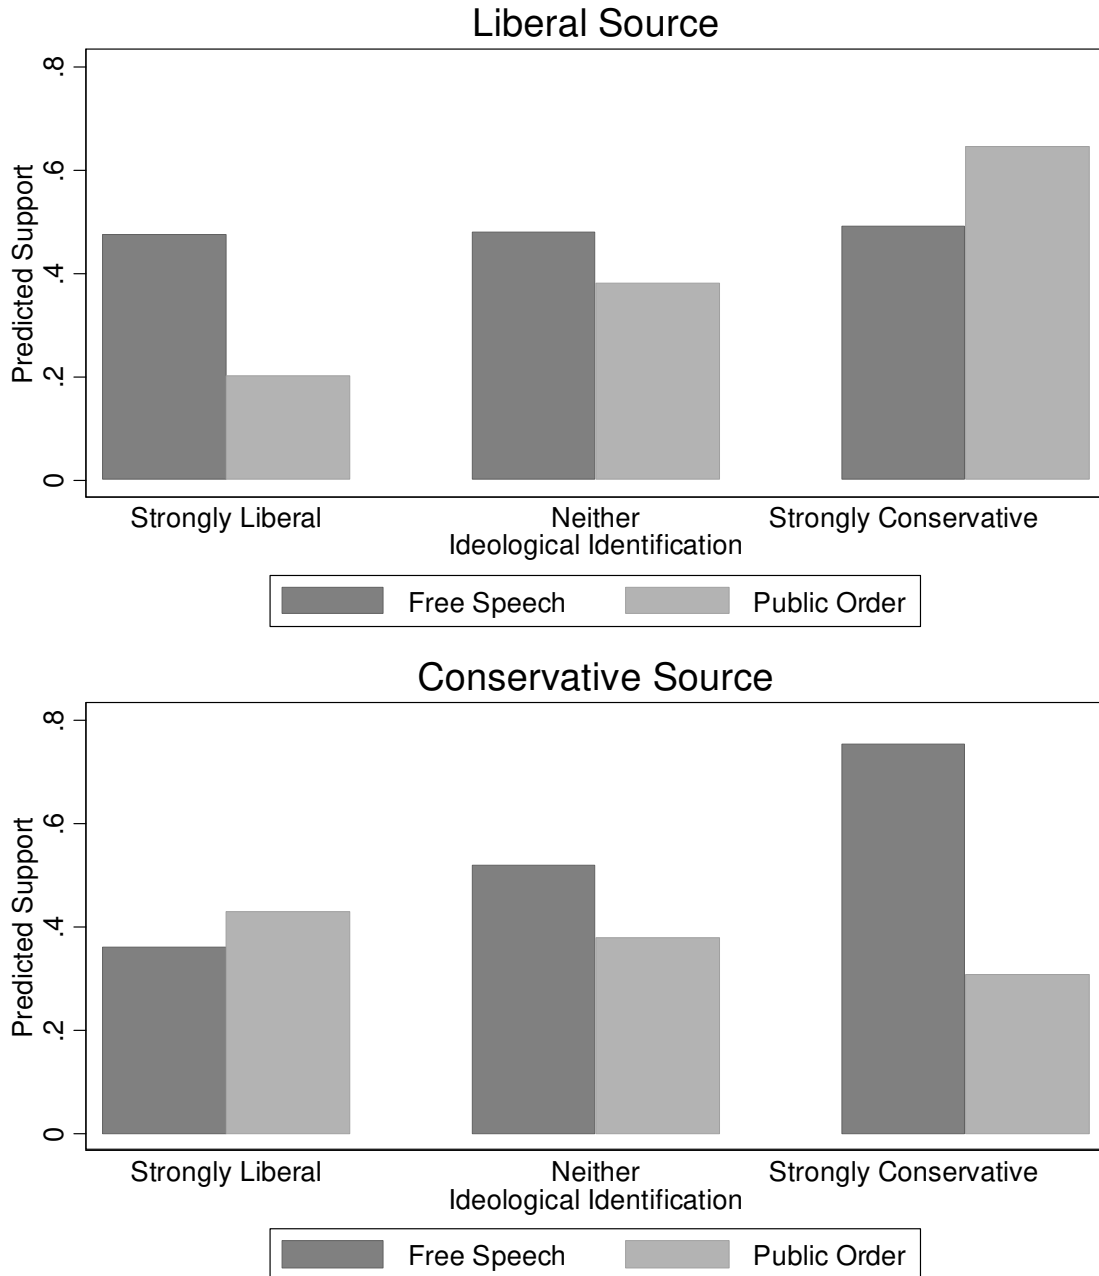 Liberal Source
Predicted Support
.8
.6
.4
.2
0
Strongly Liberal Neither Strongly Conservative
Ideological Identification
Free Speech Public Order
Conservative Source
Predicted Support
.8
.6
.4
.2
0
Strongly Liberal Neither Strongly Conservative
Ideological Identification
Free Speech Public Order